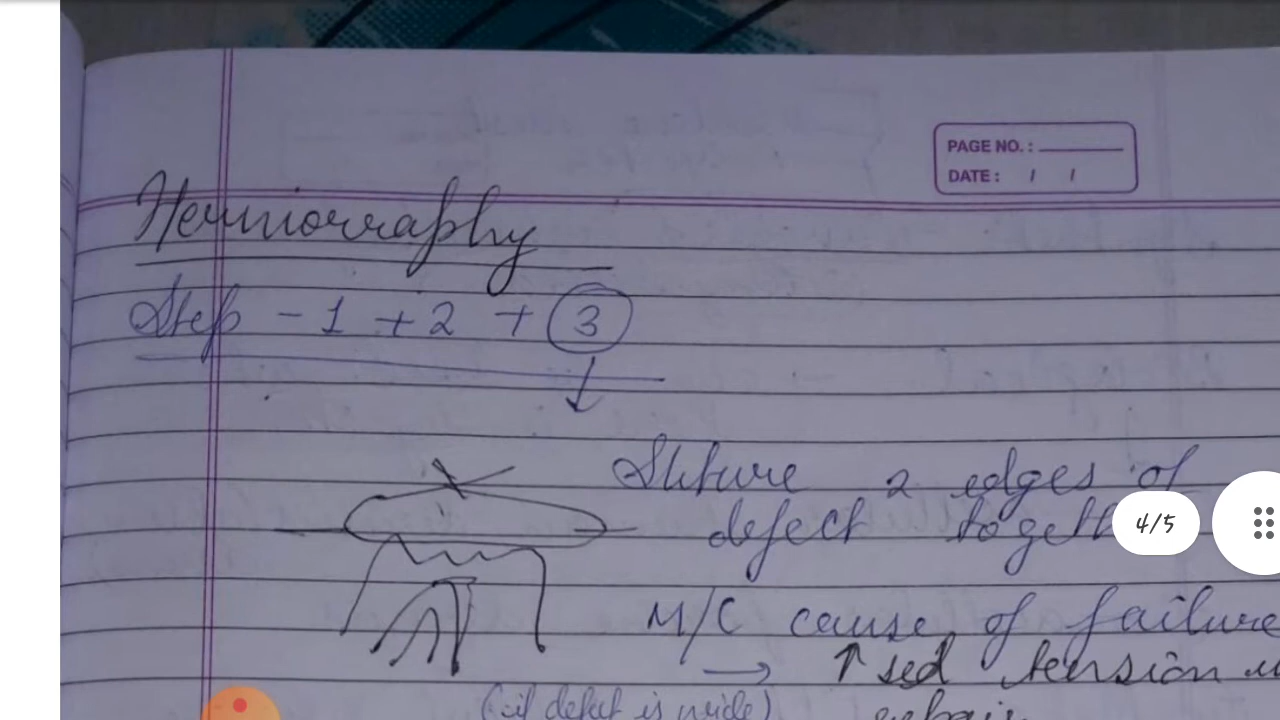 PAGE NO. :
DATE : / /
Herniorraphy
Step - 1 + 2 + 3
Suture 2 edges of
defect togeth
4/5
M/C cause of failure
→ ↑sed tension
(if defect is wide)